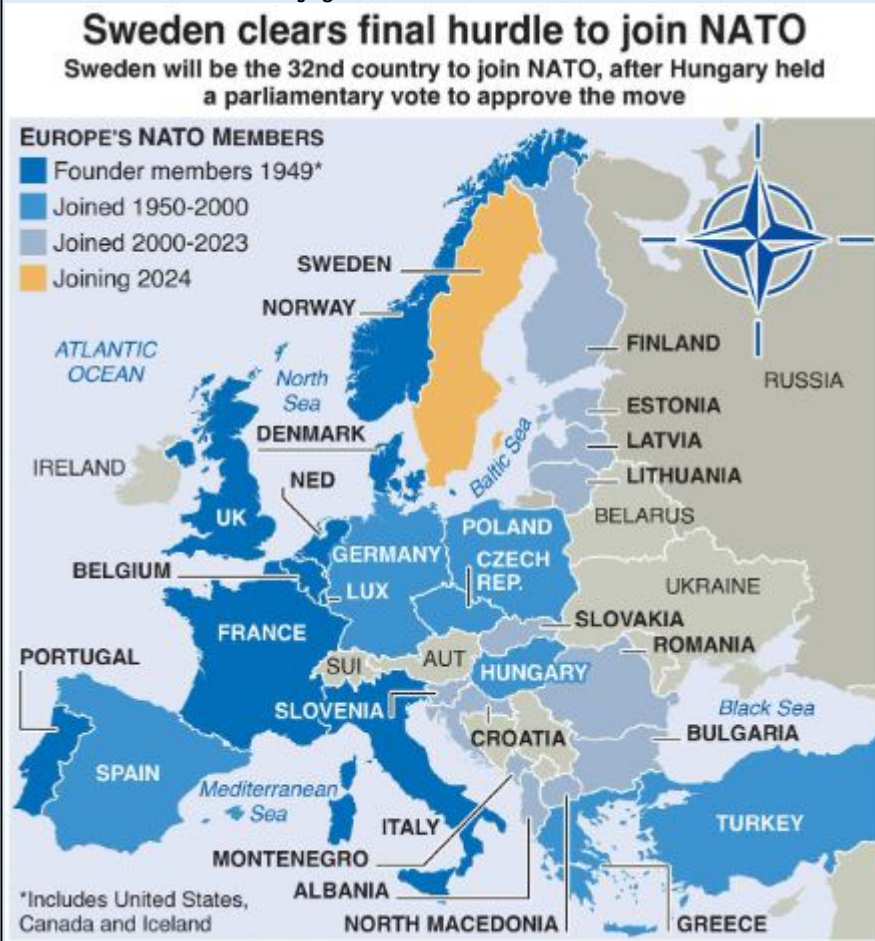 Sweden clears final hurdle to join NATO
Sweden will be the 32nd country to join NATO, after Hungary held
a parliamentary vote to approve the move
EUROPE'S NATO MEMBERS
Founder members 1949*
Joined 1950-2000
Joined 2000-2023
Joining 2024
SWEDEN
NORWAY
ATLANTIC
OCEAN
North
Sea
FINLAND
RUSSIA
ESTONIA
DENMARK
LATVIA
Baltic Sea
IRELAND
NED
LITHUANIA
UK
BELARUS
POLAND
GERMANY
CZECH
REP.
BELGIUM
LUX
UKRAINE
SLOVAKIA
FRANCE
ROMANIA
PORTUGAL
SUI
AUT
HUNGARY
SLOVENIA
Black Sea
CROATIA
BULGARIA
SPAIN
Mediterranean
Sea
ITALY
TURKEY
MONTENEGRO
ALBANIA
*Includes United States,
Canada and Iceland
NORTH MACEDONIA
GREECE